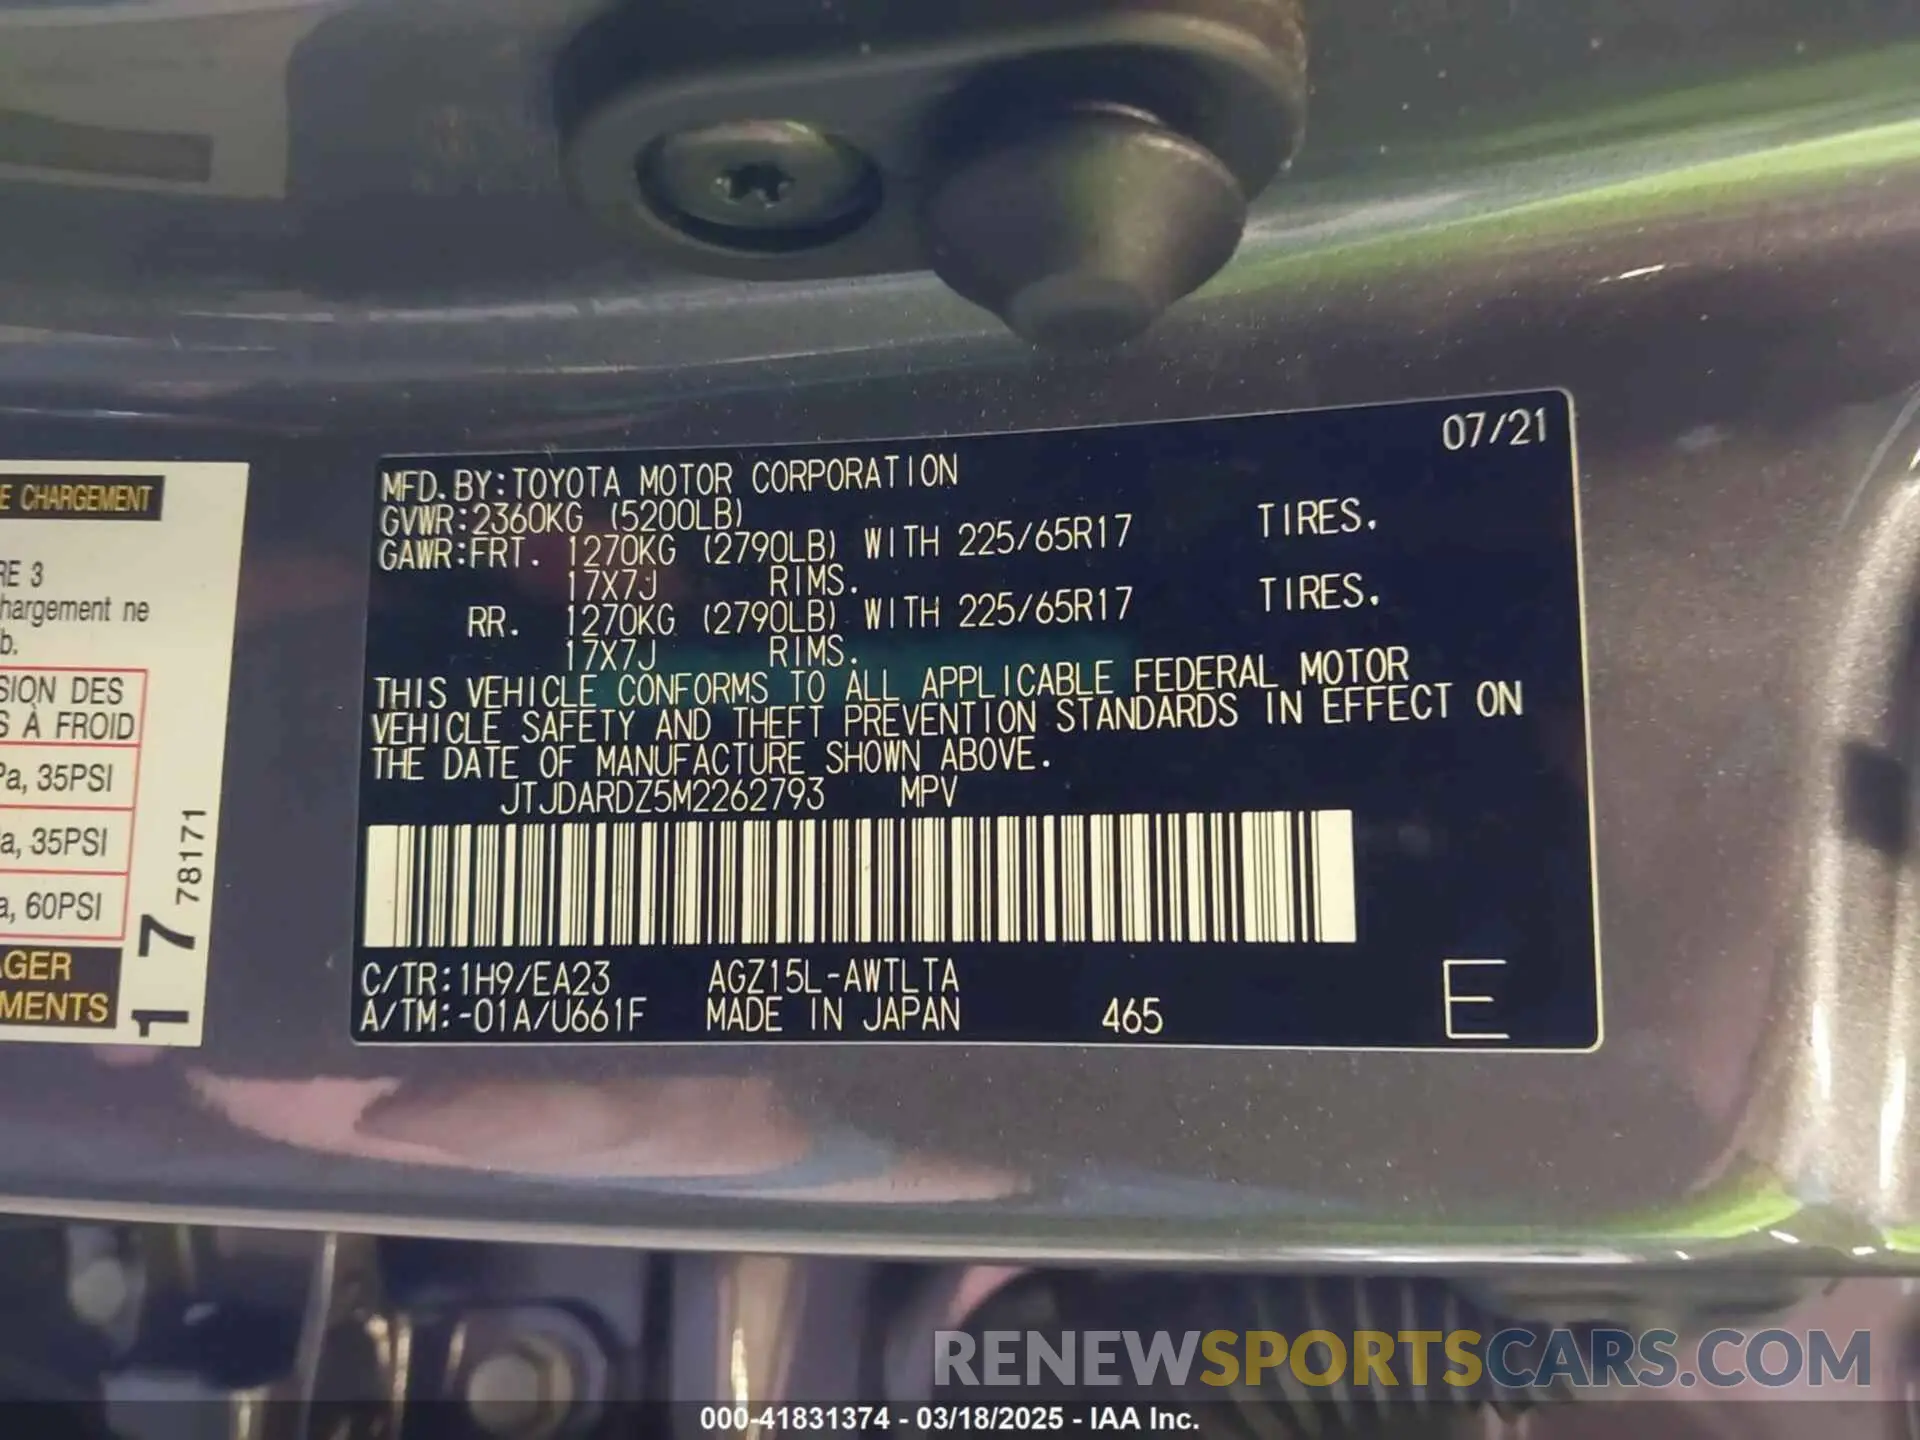 E CHARGEMENT
RE 3
hargement ne
b.
SION DES
S À FROID
Pa, 35PSI
a, 35PSI
a, 60PSI
AGER
MENTS
1 7 78171
07/21
MFD.BY:TOYOTA MOTOR CORPORATION
GVWR:2360KG (5200LB)
GAWR:FRT. 1270KG (2790LB) WITH 225/65R17 TIRES.
17X7J RIMS.
RR. 1270KG (2790LB) WITH 225/65R17 TIRES.
17X7J RIMS.
THIS VEHICLE CONFORMS TO ALL APPLICABLE FEDERAL MOTOR
VEHICLE SAFETY AND THEFT PREVENTION STANDARDS IN EFFECT ON
THE DATE OF MANUFACTURE SHOWN ABOVE.
JTJDARDZ5M2262793 MPV
C/TR:1H9/EA23 AGZ15L-AWTLTA
A/TM:-01A/U661F MADE IN JAPAN 465 E
RENEWSPORTSCARS.COM
000-41831374 - 03/18/2025 - IAA Inc.